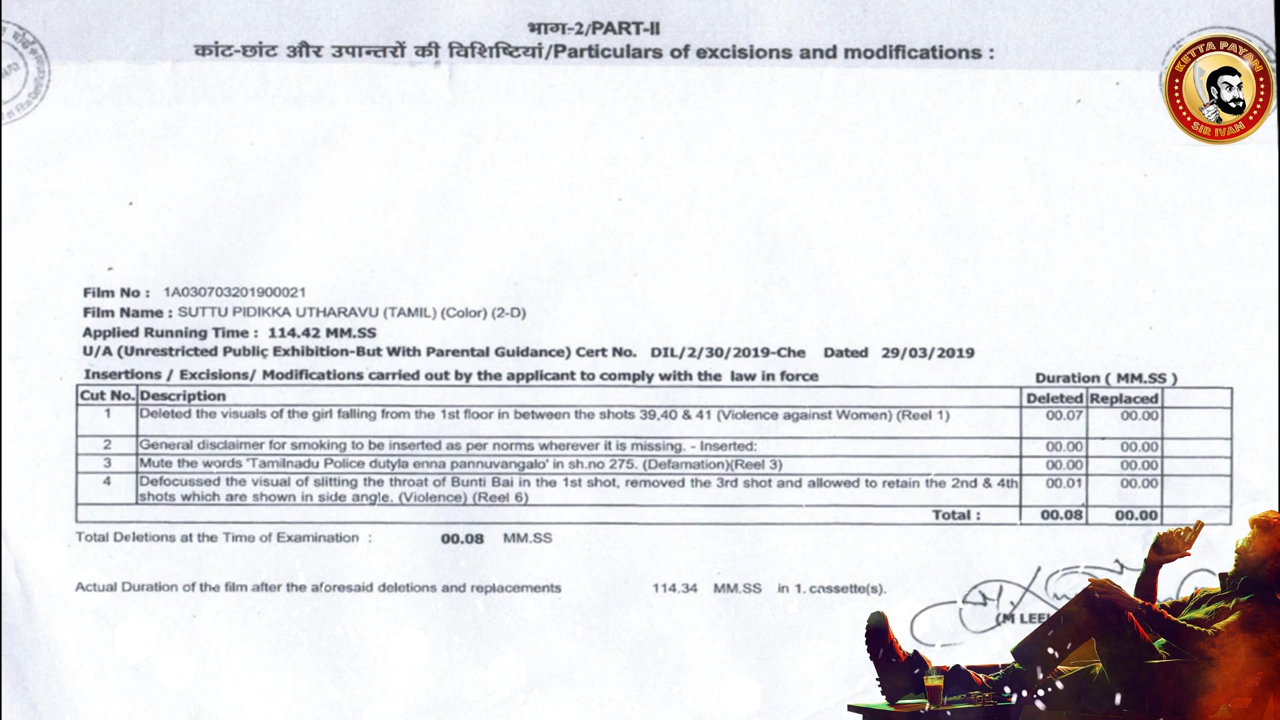 भाग-2/PART-II
कांट-छांट और उपान्तरों की विशिष्टियां/Particulars of excisions and modifications :
KETTA PAYAN
SIR IVAN
Film No : 1A030703201900021
Film Name : SUTTU PIDIKKA UTHARAVU (TAMIL) (Color) (2-D)
Applied Running Time : 114.42 MM.SS
U/A (Unrestricted Public Exhibition-But With Parental Guidance) Cert No. DIL/2/30/2019-Che Dated 29/03/2019
Insertions / Excisions/ Modifications carried out by the applicant to comply with the law in force Duration ( MM.SS )
Cut No. Description Deleted Replaced
1 Deleted the visuals of the girl falling from the 1st floor in between the shots 39,40 & 41 (Violence against Women) (Reel 1) 00.07 00.00
2 General disclaimer for smoking to be inserted as per norms wherever it is missing. - Inserted: 00.00 00.00
3 Mute the words 'Tamilnadu Police dutyla enna pannuvangalo' in sh.no 275. (Defamation)(Reel 3) 00.00 00.00
4 Defocussed the visual of slitting the throat of Bunti Bai in the 1st shot, removed the 3rd shot and allowed to retain the 2nd & 4th 00.01 00.00
shots which are shown in side angle. (Violence) (Reel 6)
Total : 00.08 00.00
Total Deletions at the Time of Examination : 00.08 MM.SS
Actual Duration of the film after the aforesaid deletions and replacements 114.34 MM.SS in 1. cassette(s).
(M LEE